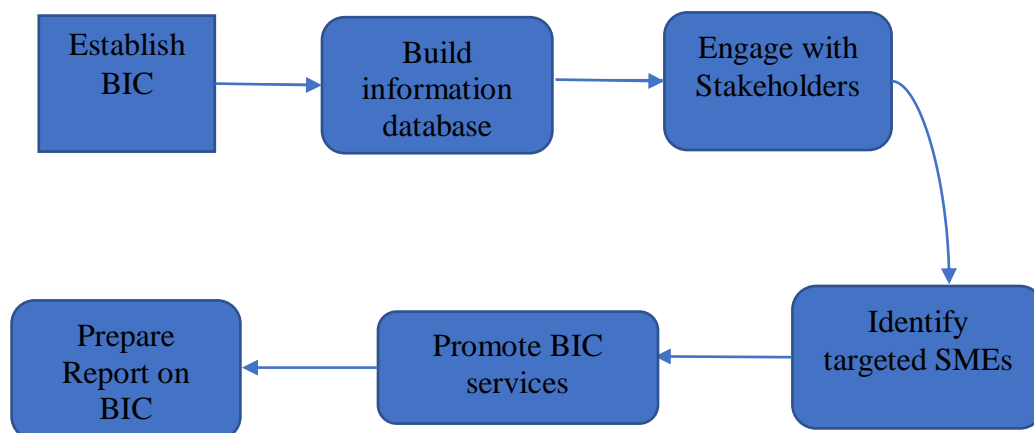 Establish
BIC
Build
information
database
Engage with
Stakeholders
Identify
targeted SMEs
Promote BIC
services
Prepare
Report on
BIC